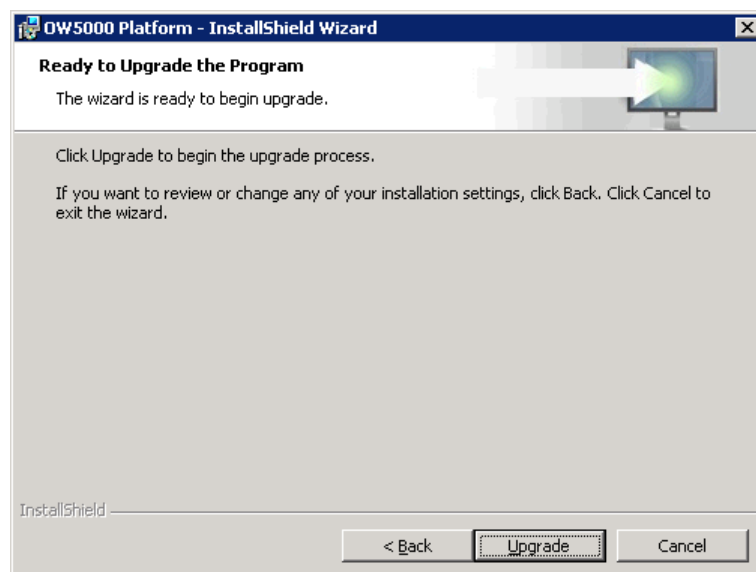 OW5000 Platform - InstallShield Wizard
Ready to Upgrade the Program
The wizard is ready to begin upgrade.
Click Upgrade to begin the upgrade process.
If you want to review or change any of your installation settings, click Back. Click Cancel to
exit the wizard.
InstallShield
< Back
Upgrade
Cancel